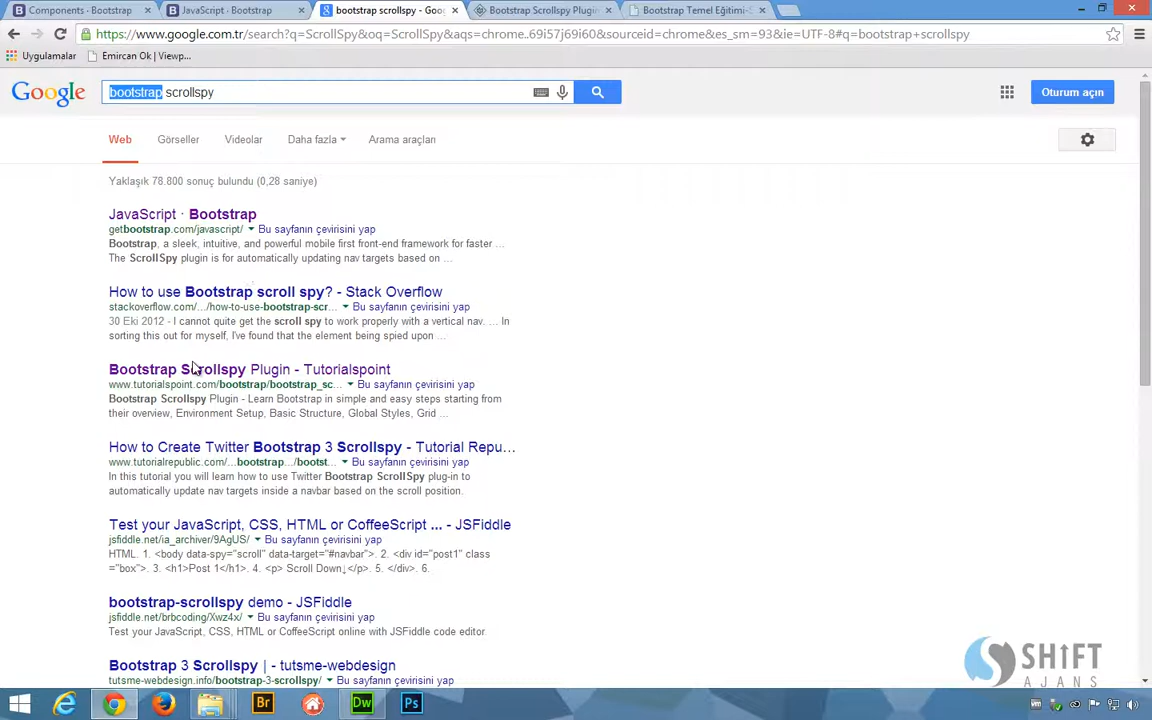 Components · Bootstrap
JavaScript · Bootstrap
bootstrap scrollspy - Goo
Bootstrap Scrollspy Plugin
Bootstrap Temel Eğitimi-S
https://www.google.com.tr/search?q=ScrollSpy&oq=ScrollSpy&aqs=chrome..69i57j69i60&sourceid=chrome&es_sm=93&ie=UTF-8#q=bootstrap+scrollspy
Uygulamalar
Emircan Ok | Viewp...
Google
bootstrap scrollspy
Oturum açın
Web
Görseller
Videolar
Daha fazla
Arama araçları
Yaklaşık 78.800 sonuç bulundu (0,28 saniye)
JavaScript · Bootstrap
getbootstrap.com/javascript/ Bu sayfanın çevirisini yap
Bootstrap, a sleek, intuitive, and powerful mobile first front-end framework for faster ...
The ScrollSpy plugin is for automatically updating nav targets based on ...
How to use Bootstrap scroll spy? - Stack Overflow
stackoverflow.com/.../how-to-use-bootstrap-scr... Bu sayfanın çevirisini yap
30 Eki 2012 - I cannot quite get the scroll spy to work properly with a vertical nav. ... In
sorting this out for myself, I've found that the element being spied upon ...
Bootstrap Scrollspy Plugin - Tutorialspoint
www.tutorialspoint.com/bootstrap/bootstrap_sc... Bu sayfanın çevirisini yap
Bootstrap Scrollspy Plugin - Learn Bootstrap in simple and easy steps starting from
their overview, Environment Setup, Basic Structure, Global Styles, Grid ...
How to Create Twitter Bootstrap 3 Scrollspy - Tutorial Repu...
www.tutorialrepublic.com/...bootstrap.../bootst... Bu sayfanın çevirisini yap
In this tutorial you will learn how to use Twitter Bootstrap ScrollSpy plug-in to
automatically update nav targets inside a navbar based on the scroll position.
Test your JavaScript, CSS, HTML or CoffeeScript ... - JSFiddle
jsfiddle.net/ia_archiver/9AgUS/ Bu sayfanın çevirisini yap
HTML. 1. <body data-spy="scroll" data-target="#navbar">. 2. <div id="post1" class
="box">. 3. <h1>Post 1</h1>. 4. <p> Scroll Down↓</p>. 5. </div>. 6.
bootstrap-scrollspy demo - JSFiddle
jsfiddle.net/brbcoding/Xwz4x/ Bu sayfanın çevirisini yap
Test your JavaScript, CSS, HTML or CoffeeScript online with JSFiddle code editor.
Bootstrap 3 Scrollspy | - tutsme-webdesign
tutsme-webdesign.info/bootstrap-3-scrollspy/ Bu sayfanın çevirisini yap
SHiFT
AJANS
Br
Dw
Ps